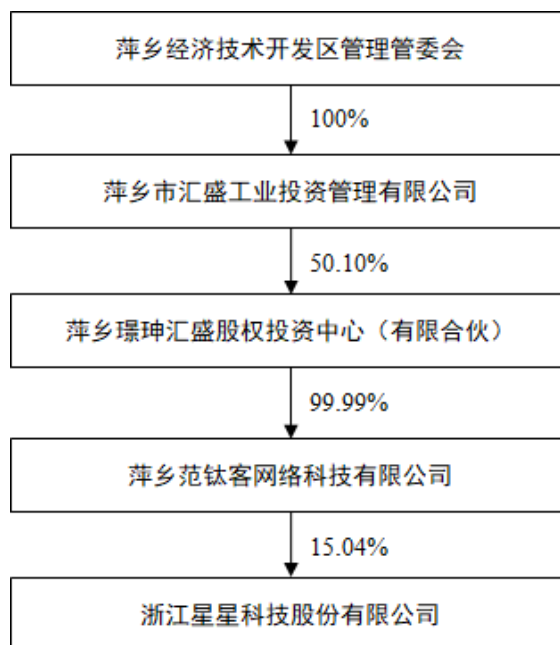 萍乡经济技术开发区管理管委会
100%
萍乡市汇盛工业投资管理有限公司
50.10%
萍乡璟珅汇盛股权投资中心（有限合伙）
99.99%
萍乡范钛客网络科技有限公司
15.04%
浙江星星科技股份有限公司